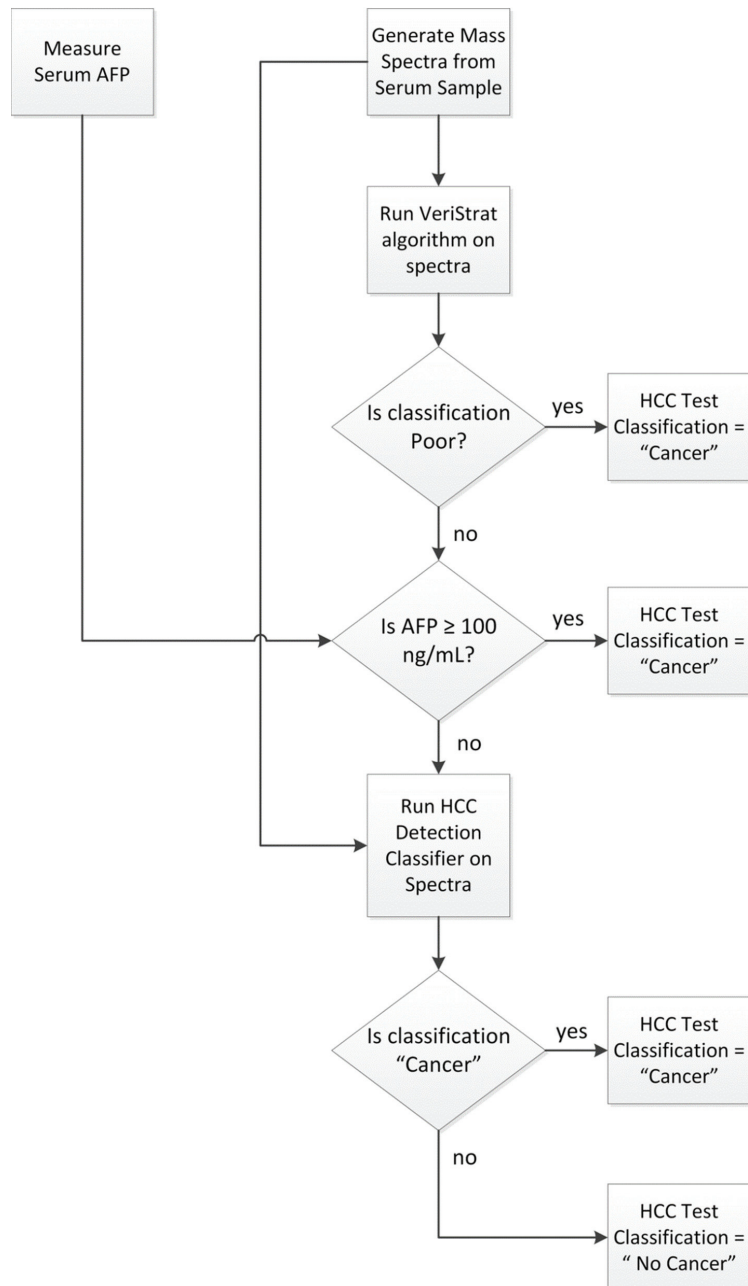 Measure
Serum AFP
Generate Mass
Spectra from
Serum Sample
Run VeriStrat
algorithm on
spectra
Is classification
Poor?
yes
HCC Test
Classification =
“Cancer”
no
Is AFP ≥ 100
ng/mL?
yes
HCC Test
Classification =
“Cancer”
no
Run HCC
Detection
Classifier on
Spectra
Is classification
“Cancer”
yes
HCC Test
Classification =
“Cancer”
no
HCC Test
Classification =
“ No Cancer”